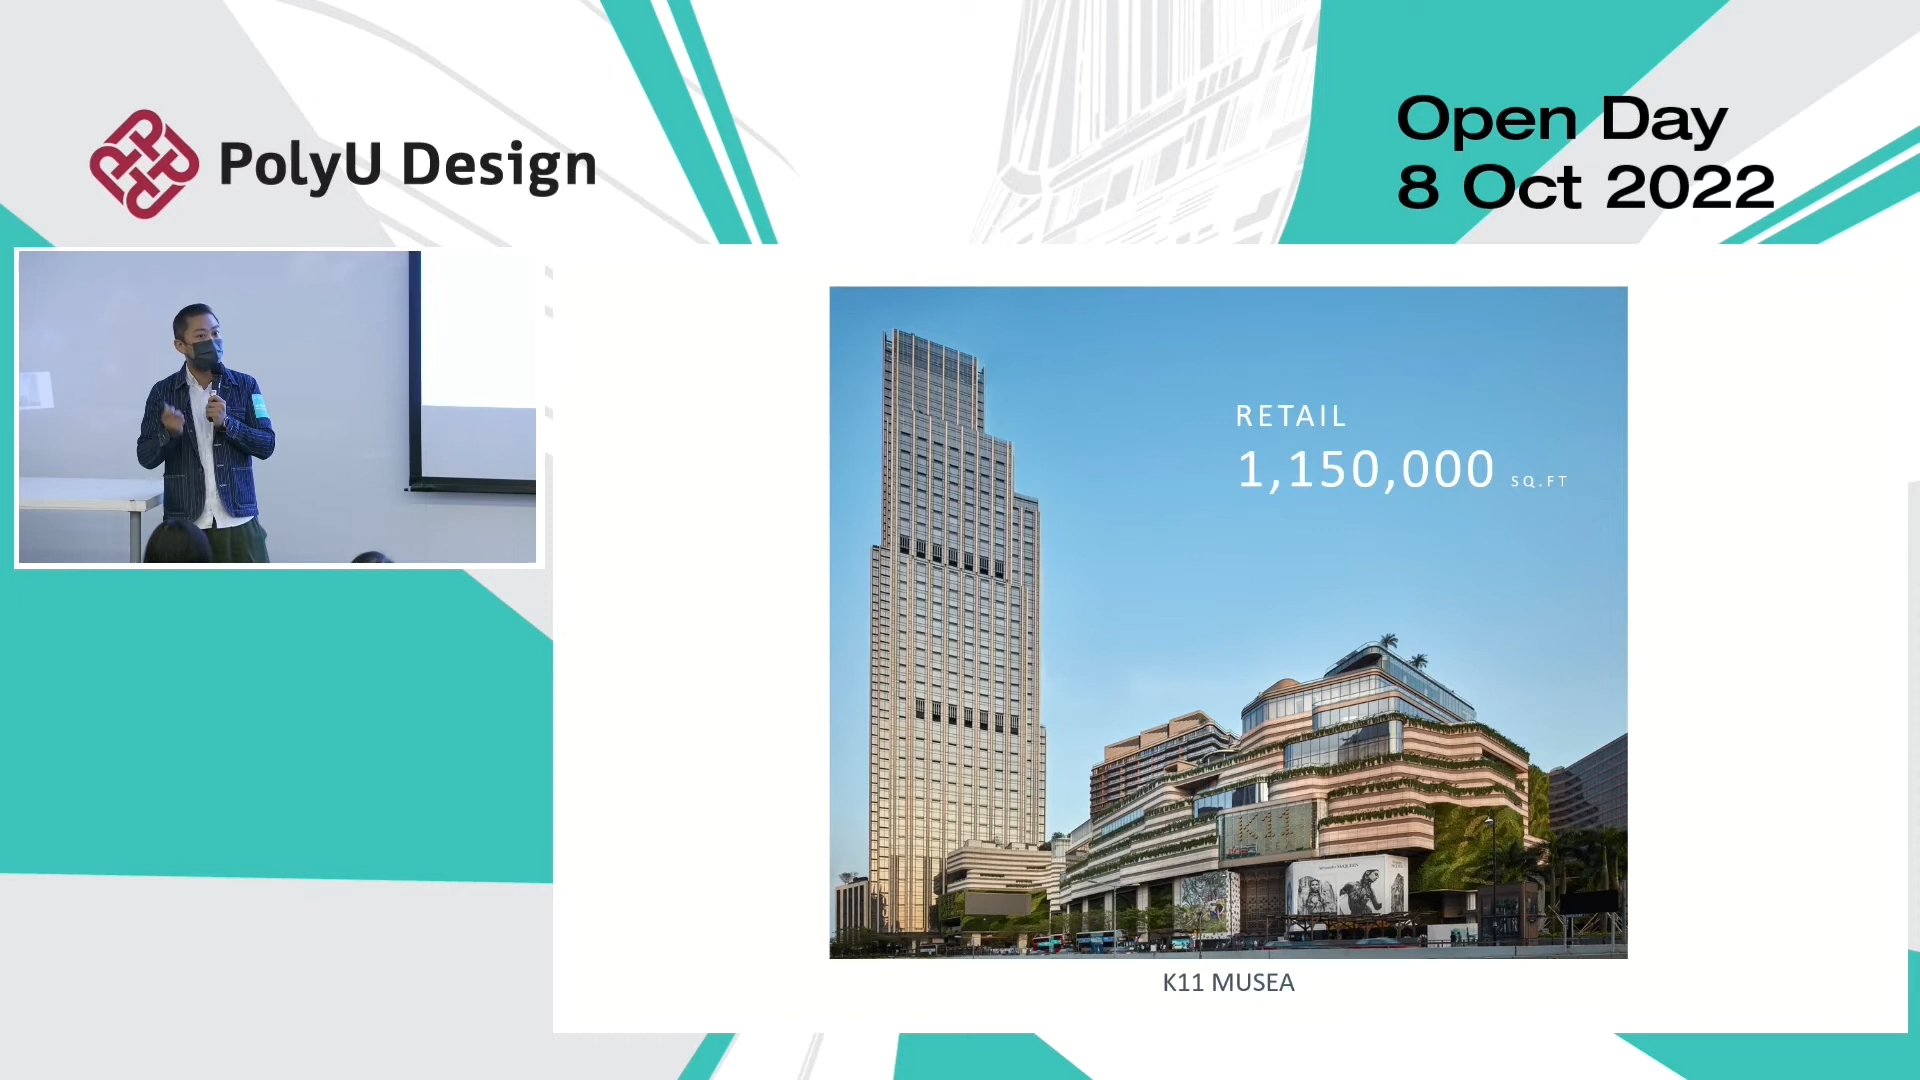 PolyU Design
Open Day
8 Oct 2022
RETAIL
1,150,000 SQ.FT
K11
K11 MUSEA